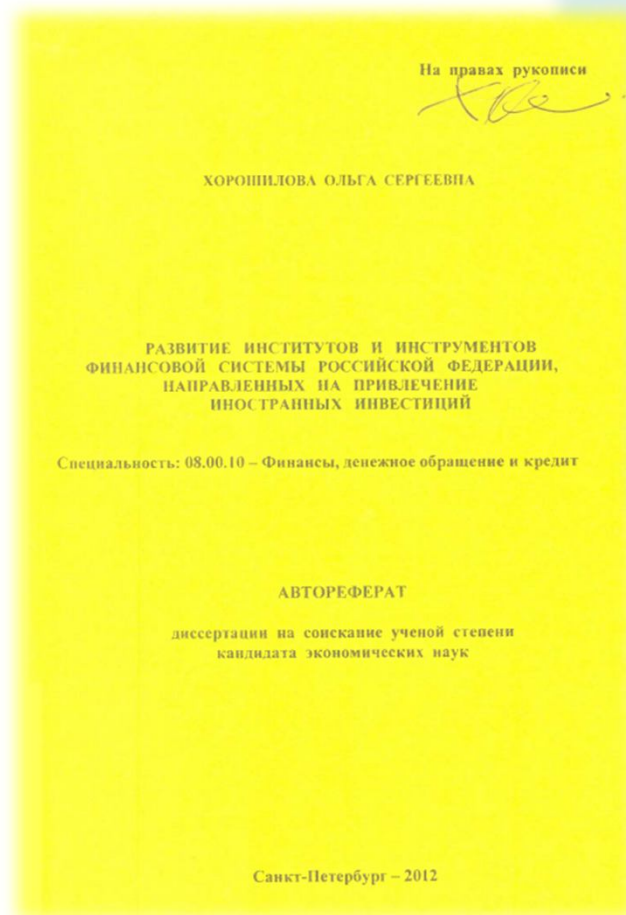 На правах рукописи
ХОРОШИЛОВА ОЛЬГА СЕРГЕЕВНА
РАЗВИТИЕ ИНСТИТУТОВ И ИНСТРУМЕНТОВ
ФИНАНСОВОЙ СИСТЕМЫ РОССИЙСКОЙ ФЕДЕРАЦИИ,
НАПРАВЛЕННЫХ НА ПРИВЛЕЧЕНИЕ
ИНОСТРАННЫХ ИНВЕСТИЦИЙ
Специальность: 08.00.10 – Финансы, денежное обращение и кредит
АВТОРЕФЕРАТ
диссертации на соискание ученой степени
кандидата экономических наук
Санкт-Петербург – 2012